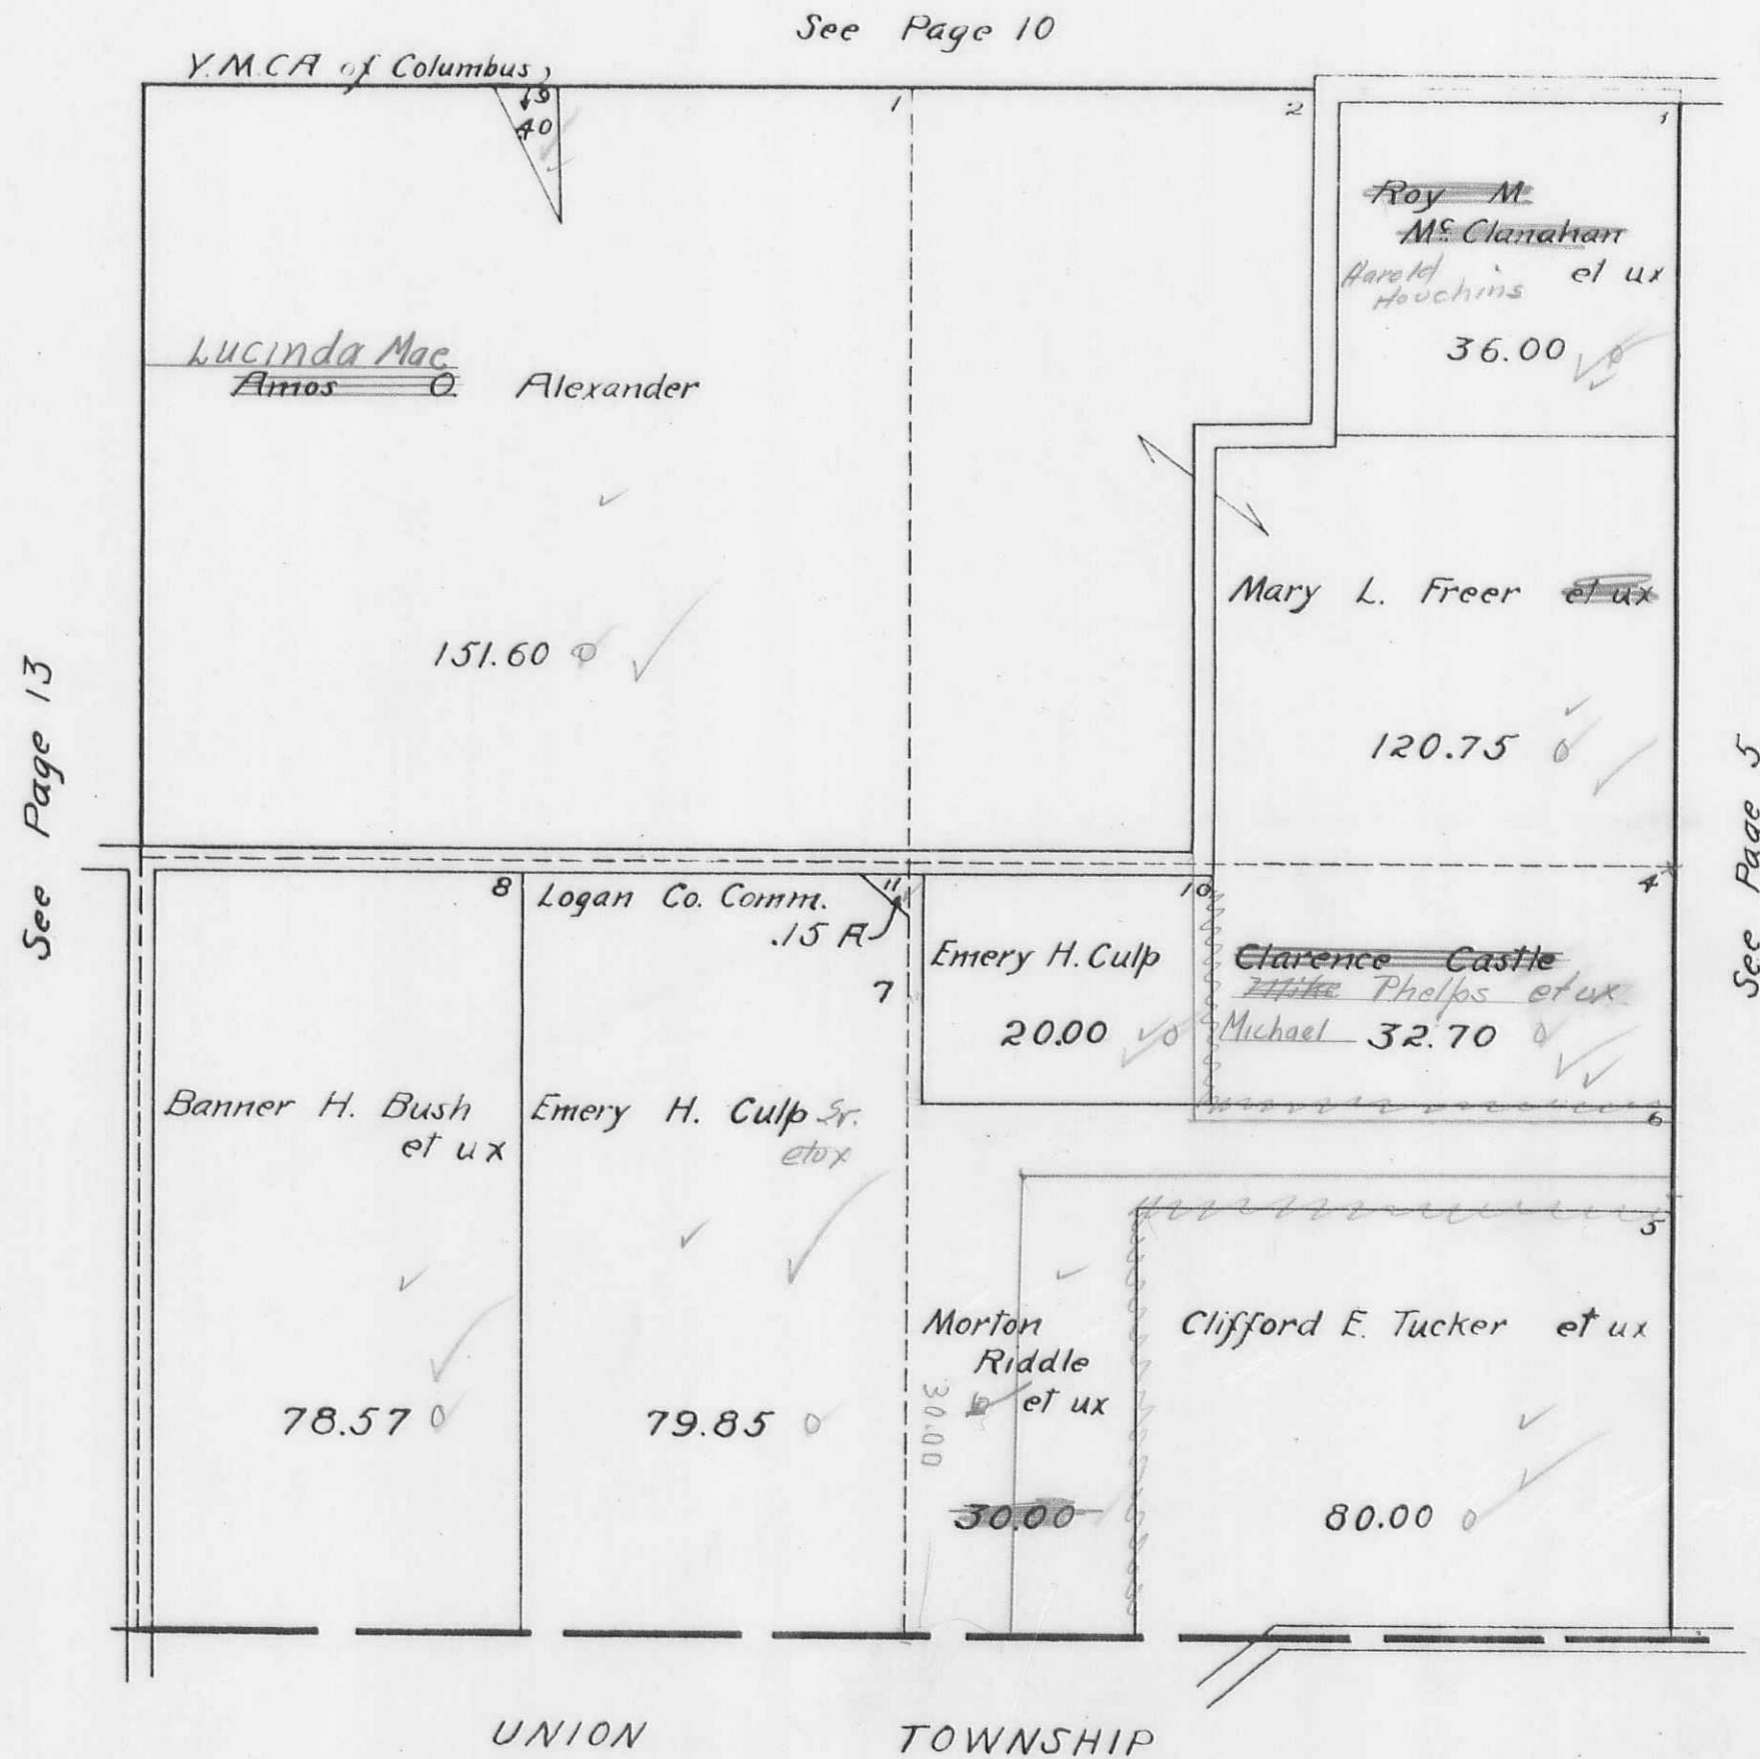 See Page 10
Y.M.C.A of Columbus
9
.40
1
2
1
Roy M
Mc Clanahan
Harold
Houchins
et ux
36.00
Lucinda Mae
Amos O. Alexander
151.60
Mary L. Freer et ux
120.75
See Page 13
See Page 5
8
Logan Co. Comm.
.15 A
11
10
4
7
Emery H. Culp
20.00
Clarence Castle
Mike Phelps et ux
Michael 32.70
6
Banner H. Bush
et ux
78.57
Emery H. Culp Sr.
etux
79.85
5
Morton
Riddle
et ux
30.00
30.00
Clifford E. Tucker et ux
80.00
UNION TOWNSHIP